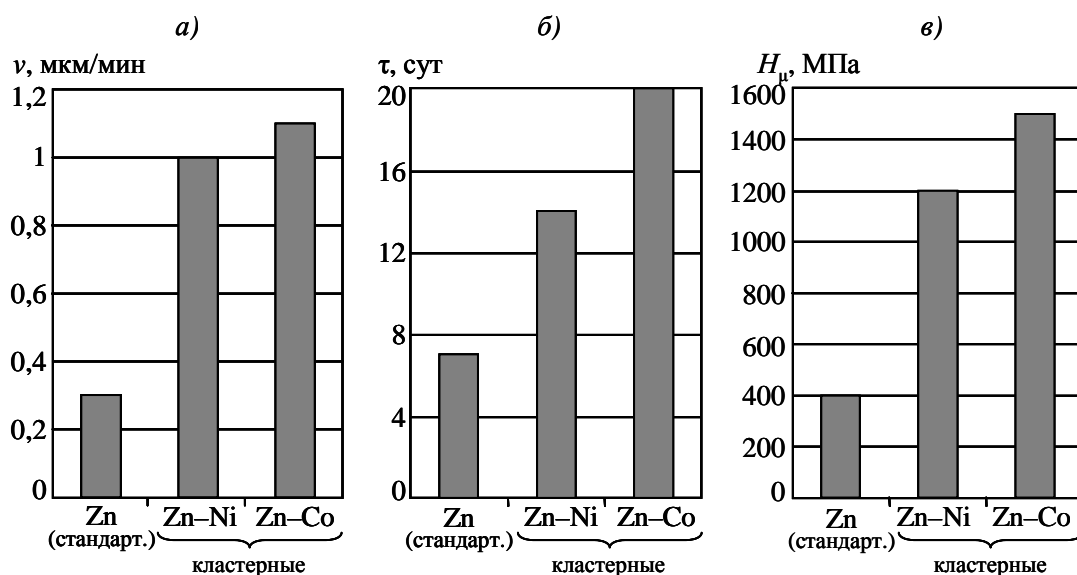 а)
v, мкм/мин
1,2
1
0,8
0,6
0,4
0,2
0
Zn
(стандарт.)
Zn–Ni
Zn–Co
кластерные
б)
τ, сут
20
16
12
8
4
0
Zn
(стандарт.)
Zn–Ni
Zn–Co
кластерные
в)
Hμ, МПа
1600
1400
1200
1000
800
600
400
200
0
Zn
(стандарт.)
Zn–Ni
Zn–Co
кластерные